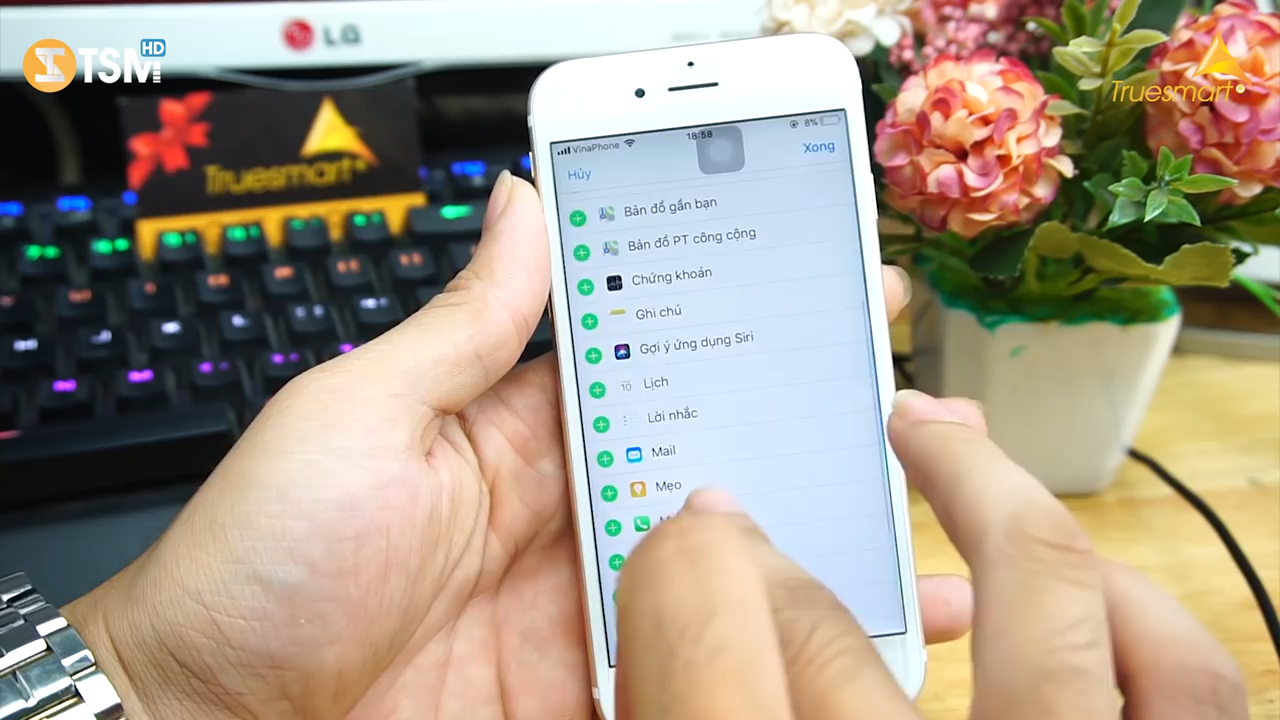 LG
TSM
HD
Truesmart
Truesmart
VinaPhone
18:58
8%
Hủy
Xong
Bản đồ gần bạn
Bản đồ PT công cộng
Chứng khoán
Ghi chú
Gợi ý ứng dụng Siri
10 Lịch
Lời nhắc
Mail
Mẹo